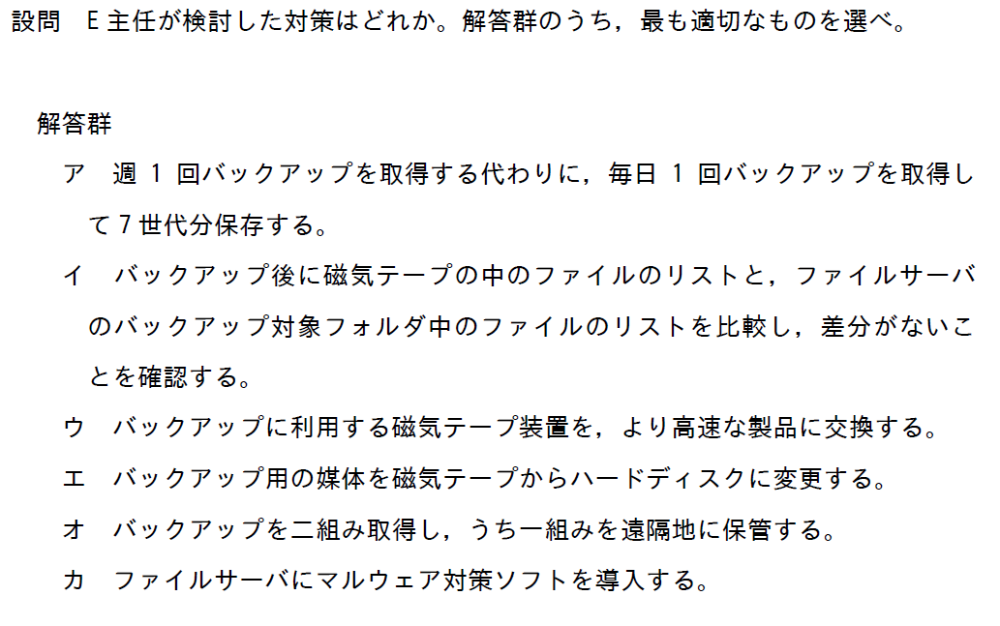 設問　E 主任が検討した対策はどれか。解答群のうち，最も適切なものを選べ。
解答群
ア　週 1 回バックアップを取得する代わりに，毎日 1 回バックアップを取得し
て 7 世代分保存する。
イ　バックアップ後に磁気テープの中のファイルのリストと，ファイルサーバ
のバックアップ対象フォルダ中のファイルのリストを比較し，差分がないこ
とを確認する。
ウ　バックアップに利用する磁気テープ装置を，より高速な製品に交換する。
エ　バックアップ用の媒体を磁気テープからハードディスクに変更する。
オ　バックアップを二組み取得し，うち一組みを遠隔地に保管する。
カ　ファイルサーバにマルウェア対策ソフトを導入する。